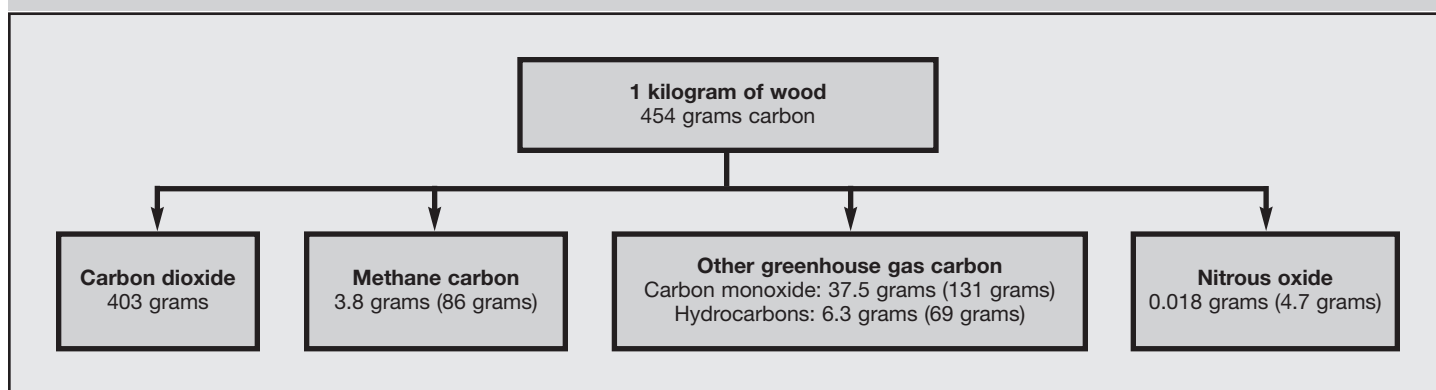 1 kilogram of wood
454 grams carbon
Carbon dioxide
403 grams
Methane carbon
3.8 grams (86 grams)
Other greenhouse gas carbon
Carbon monoxide: 37.5 grams (131 grams)
Hydrocarbons: 6.3 grams (69 grams)
Nitrous oxide
0.018 grams (4.7 grams)